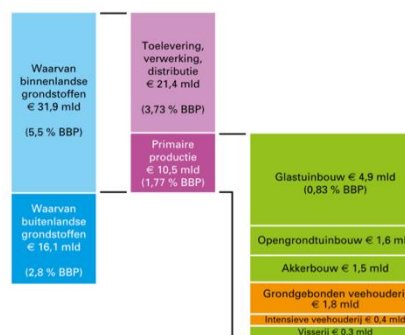 Waarvan
binnenlandse
grondstoffen
€ 31,9 mld
(5,5 % BBP)
Waarvan
buitenlandse
grondstoffen
€ 16,1 mld
(2,8 % BBP)
Toelevering,
verwerking,
distributie
€ 21,4 mld
(3,73 % BBP)
Primaire
productie
€ 10,5 mld
(1,77 % BBP)
Glastuinbouw € 4,9 mld
(0,83 % BBP)
Opengrondtuinbouw € 1,6 m
Akkerbouw € 1,5 mld
Grondgebonden veehouderij
€ 1,8 mld
Intensieve veehouderij € 0,4 mld
Visserij € 0,3 mld